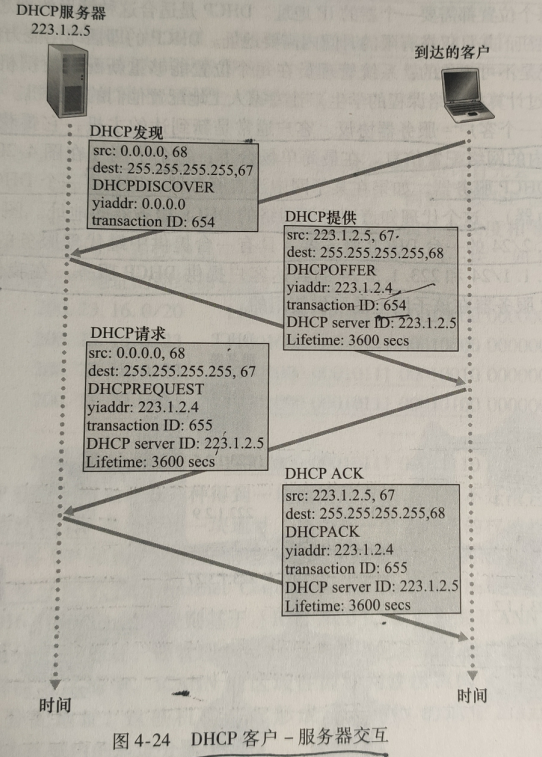 DHCP服务器
223.1.2.5
到达的客户
DHCP发现
src: 0.0.0.0, 68
dest: 255.255.255.255,67
DHCPDISCOVER
yiaddr: 0.0.0.0
transaction ID: 654
DHCP提供
src: 223.1.2.5, 67
dest: 255.255.255.255,68
DHCPOFFER
yiaddr: 223.1.2.4
transaction ID: 654
DHCP server ID: 223.1.2.5
Lifetime: 3600 secs
DHCP请求
src: 0.0.0.0, 68
dest: 255.255.255.255, 67
DHCPREQUEST
yiaddr: 223.1.2.4
transaction ID: 655
DHCP server ID: 223.1.2.5
Lifetime: 3600 secs
DHCP ACK
src: 223.1.2.5, 67
dest: 255.255.255.255,68
DHCPACK
yiaddr: 223.1.2.4
transaction ID: 655
DHCP server ID: 223.1.2.5
Lifetime: 3600 secs
时间
时间
图 4-24 DHCP 客户 – 服务器交互